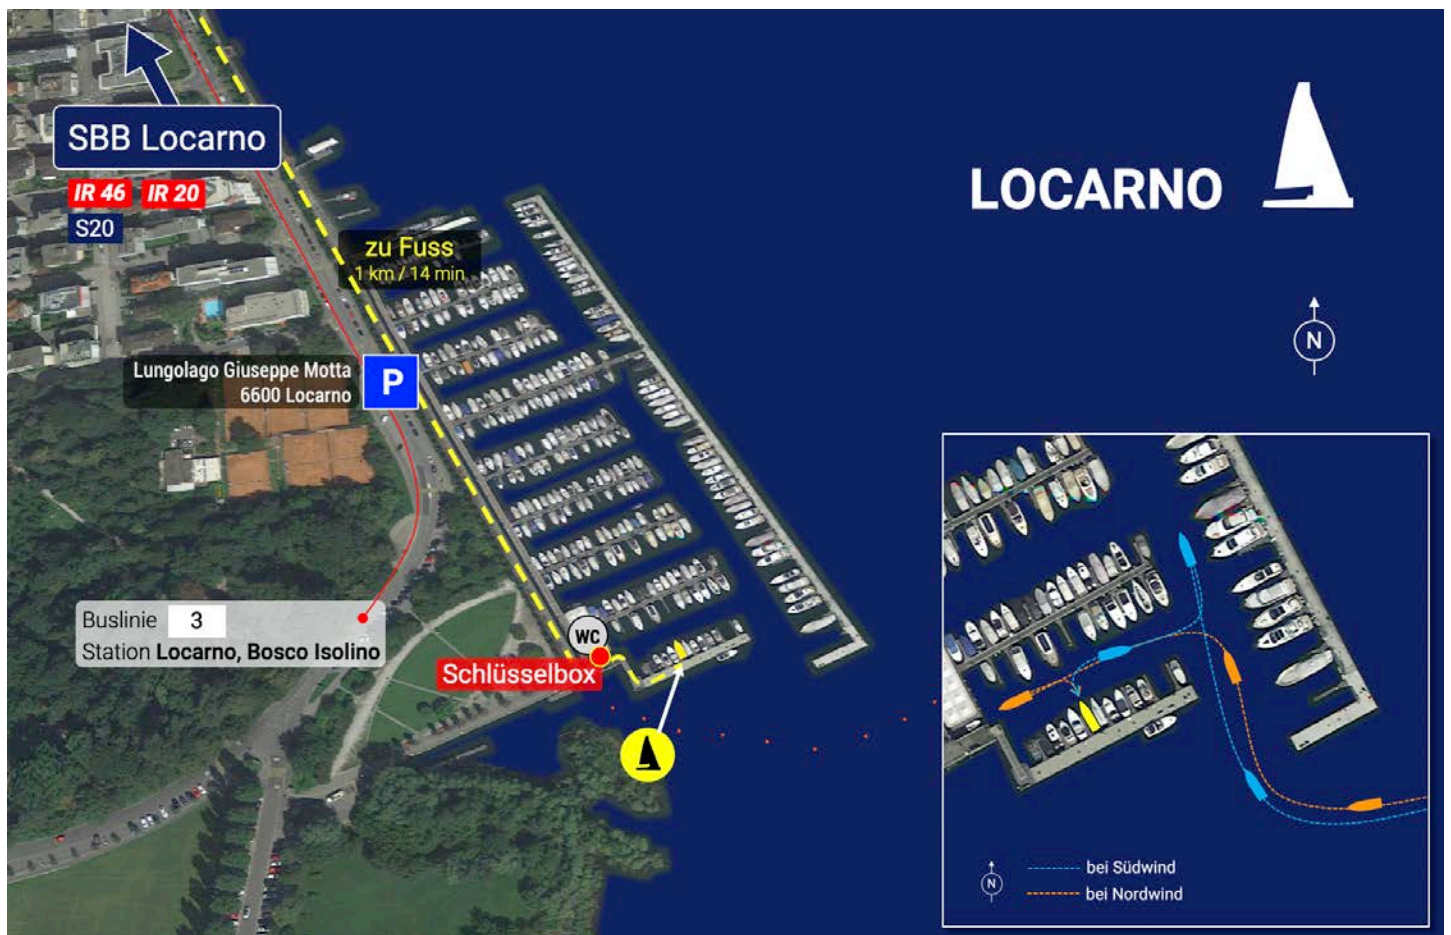 SBB Locarno
IR 46 IR 20
S20
LOCARNO
zu Fuss
1 km / 14 min
N
Lungolago Giuseppe Motta
6600 Locarno
P
Buslinie 3
Station Locarno, Bosco Isolino
WC
Schlüsselbox
N
bei Südwind
bei Nordwind